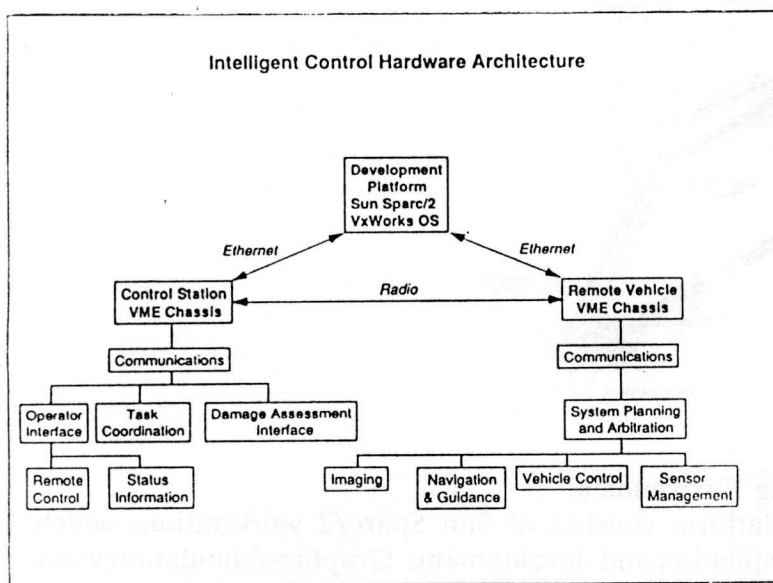 Intelligent Control Hardware Architecture
Development
Platform
Sun Sparc/2
VxWorks OS
Ethernet
Ethernet
Control Station
VME Chassis
Radio
Remote Vehicle
VME Chassis
Communications
Communications
Operator
Interface
Task
Coordination
Damage Assessment
Interface
System Planning
and Arbitration
Remote
Control
Status
Information
Imaging
Navigation
& Guidance
Vehicle Control
Sensor
Management